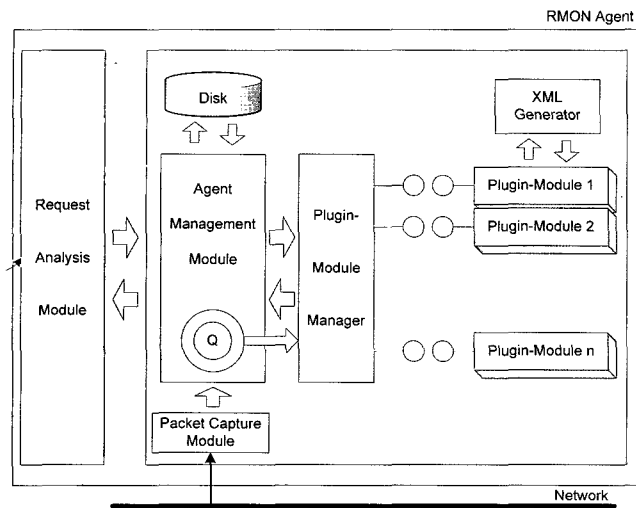 RMON Agent
Request
Analysis
Module
Disk
Agent
Management
Module
Q
Packet Capture
Module
Plugin-
Module
Manager
XML
Generator
Plugin-Module 1
Plugin-Module 2
Plugin-Module n
Network